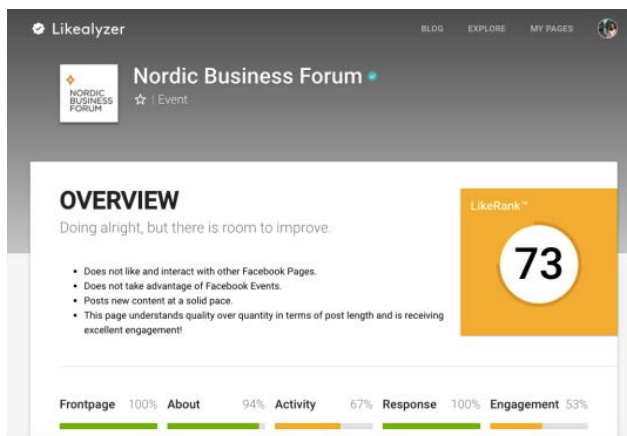 Likealyzer
BLOG EXPLORE MY PAGES
Nordic Business Forum
NORDIC
BUSINESS
FORUM
| Event
OVERVIEW
Doing alright, but there is room to improve.
LikeRank™
73
• Does not like and interact with other Facebook Pages.
• Does not take advantage of Facebook Events.
• Posts new content at a solid pace.
• This page understands quality over quantity in terms of post length and is receiving
excellent engagement!
Frontpage 100% About 94% Activity 67% Response 100% Engagement 53%